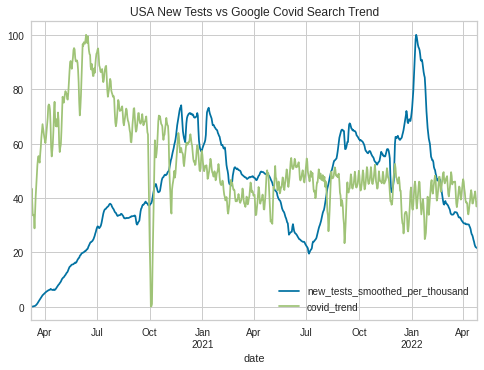 USA New Tests vs Google Covid Search Trend
100
80
60
40
20
0
new_tests_smoothed_per_thousand
covid_trend
Apr
Jul
Oct
Jan
2021
Apr
Jul
Oct
Jan
2022
Apr
date